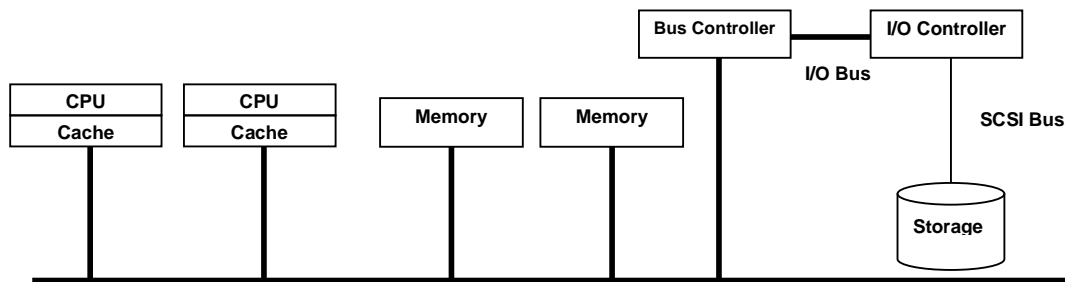 Bus Controller
I/O Controller
I/O Bus
CPU
Cache
CPU
Cache
Memory
Memory
SCSI Bus
Storage